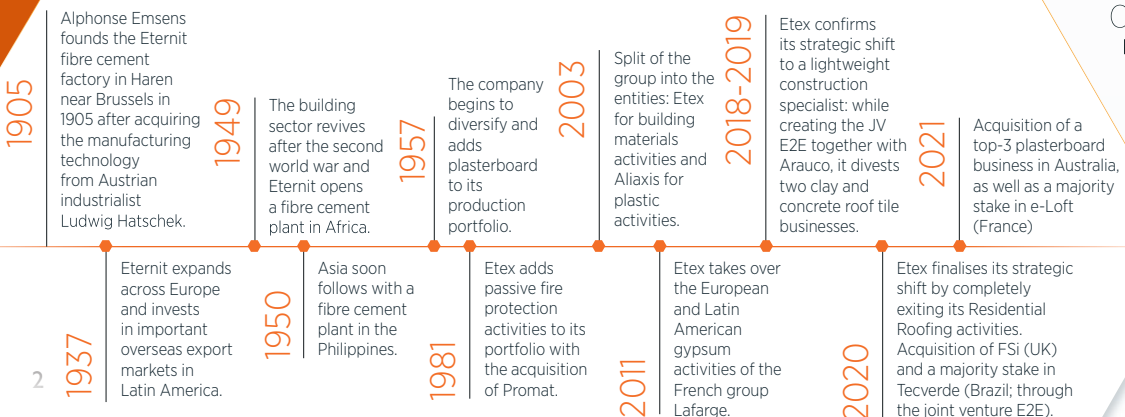 1905
Alphonse Emsens
founds the Eternit
fibre cement
factory in Haren
near Brussels in
1905 after acquiring
the manufacturing
technology
from Austrian
industrialist
Ludwig Hatschek.
1937
Eternit expands
across Europe
and invests
in important
overseas export
markets in
Latin America.
1949
The building
sector revives
after the second
world war and
Eternit opens
a fibre cement
plant in Africa.
1950
Asia soon
follows with a
fibre cement
plant in the
Philippines.
1957
The company
begins to
diversify and
adds
plasterboard
to its
production
portfolio.
1981
Etex adds
passive fire
protection
activities to its
portfolio with
the acquisition
of Promat.
2003
Split of the
group into the
entities: Etex
for building
materials
activities and
Aliaxis for
plastic
activities.
2011
Etex takes over
the European
and Latin
American
gypsum
activities of the
French group
Lafarge.
2018-2019
Etex confirms
its strategic shift
to a lightweight
construction
specialist: while
creating the JV
E2E together with
Arauco, it divests
two clay and
concrete roof tile
businesses.
2020
Etex finalises its strategic
shift by completely
exiting its Residential
Roofing activities.
Acquisition of FSi (UK)
and a majority stake in
Tecverde (Brazil; through
the joint venture E2E).
2021
Acquisition of a
top-3 plasterboard
business in Australia,
as well as a majority
stake in e-Loft
(France)
2